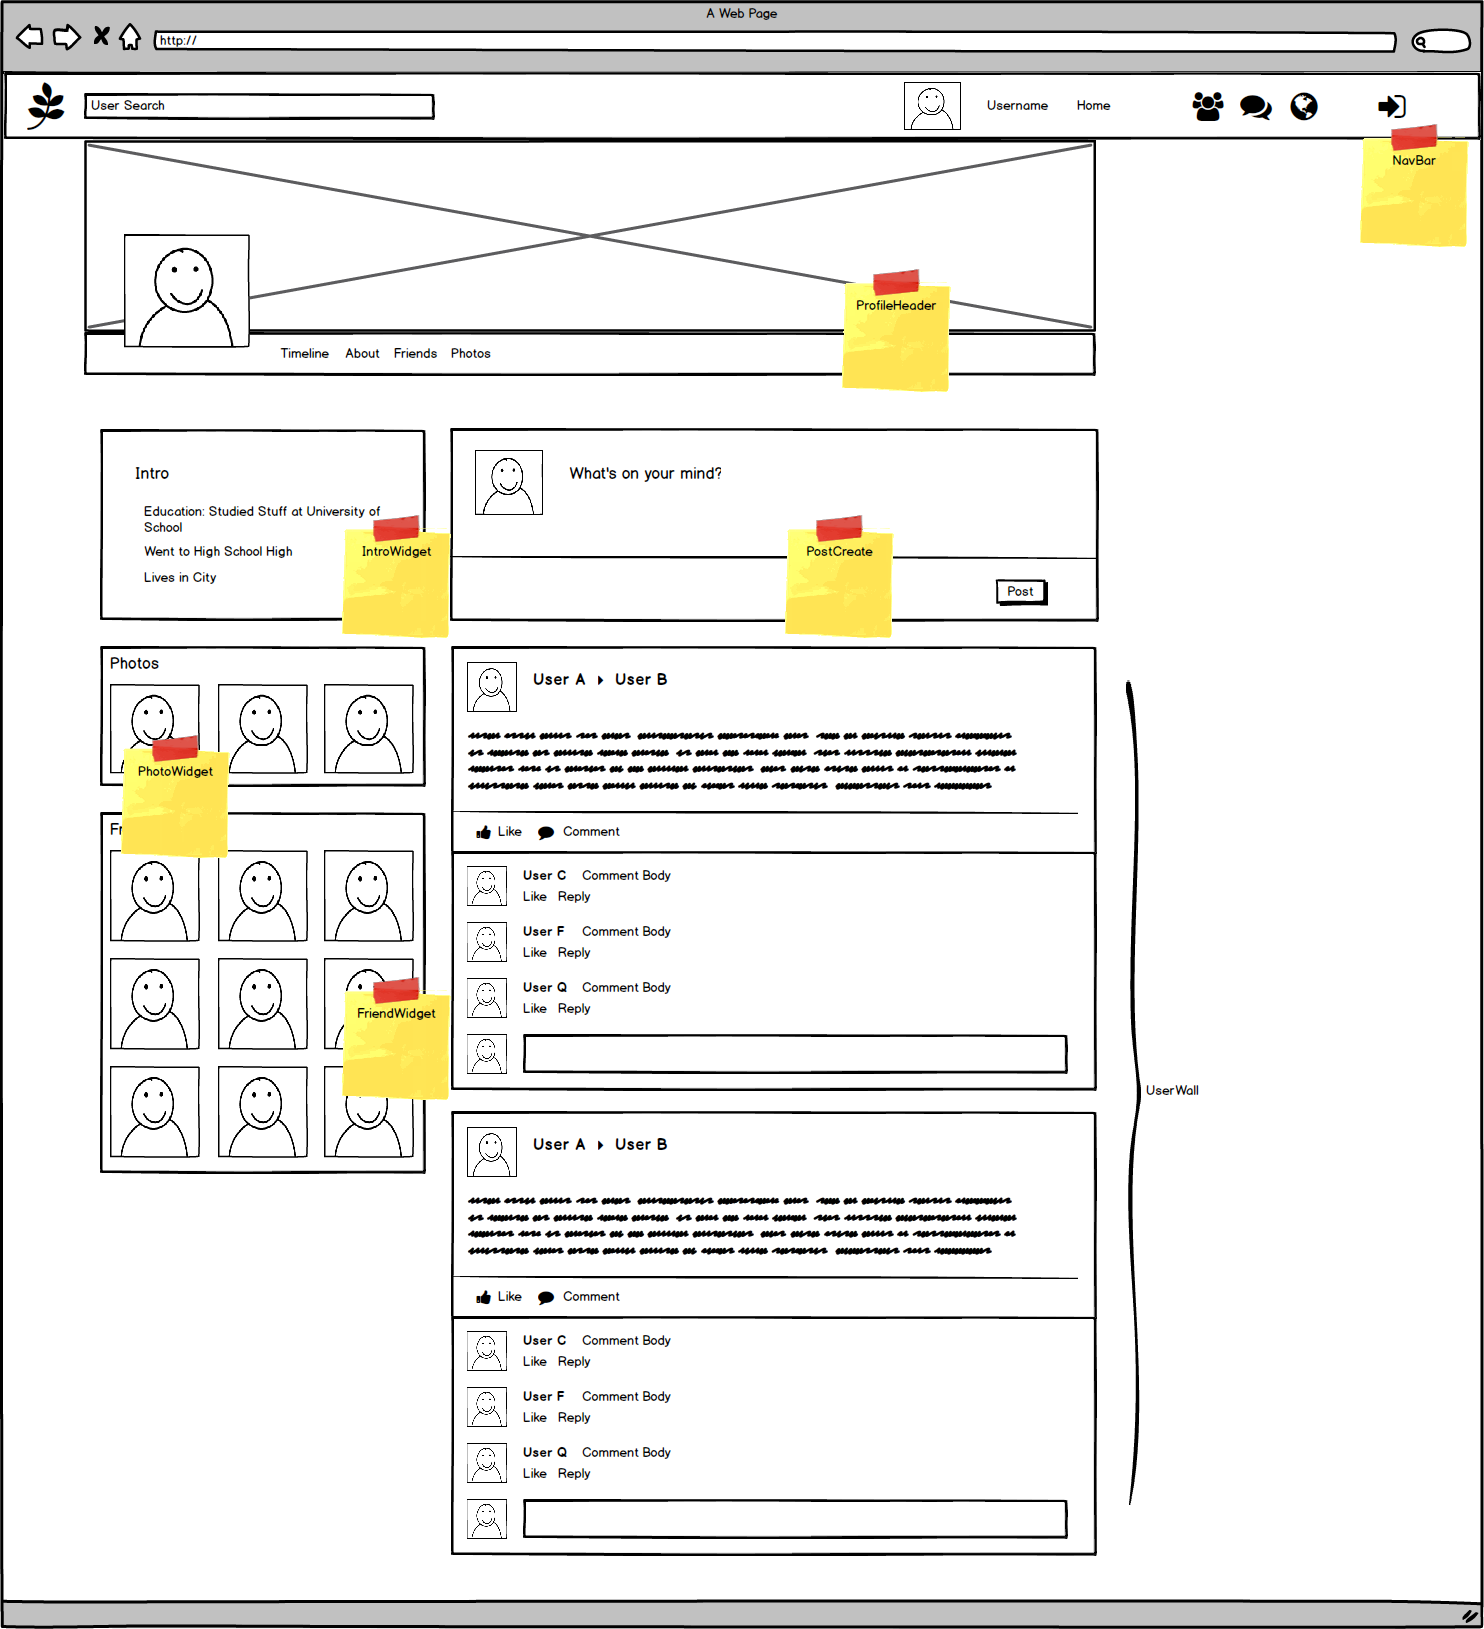 A Web Page
http://
User Search
Username
Home
NavBar
ProfileHeader
Timeline About Friends Photos
Intro
Education: Studied Stuff at University of
School
Went to High School High
Lives in City
IntroWidget
What's on your mind?
PostCreate
Post
Photos
PhotoWidget
FriendWidget
User A User B
Like Comment
User C Comment Body
Like Reply
User F Comment Body
Like Reply
User Q Comment Body
Like Reply
UserWall
User A User B
Like Comment
User C Comment Body
Like Reply
User F Comment Body
Like Reply
User Q Comment Body
Like Reply